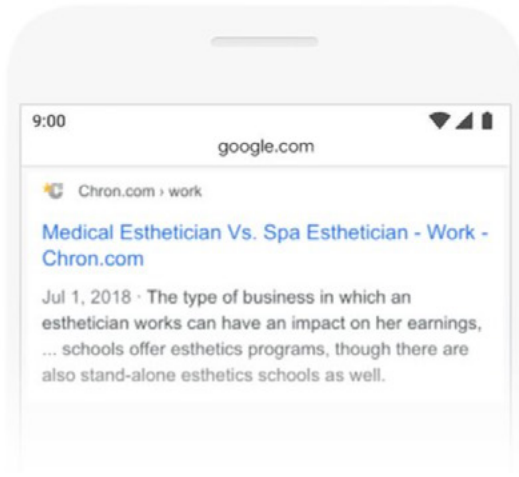 9:00
google.com
Chron.com › work
Medical Esthetician Vs. Spa Esthetician - Work -
Chron.com
Jul 1, 2018 · The type of business in which an
esthetician works can have an impact on her earnings,
... schools offer esthetics programs, though there are
also stand-alone esthetics schools as well.